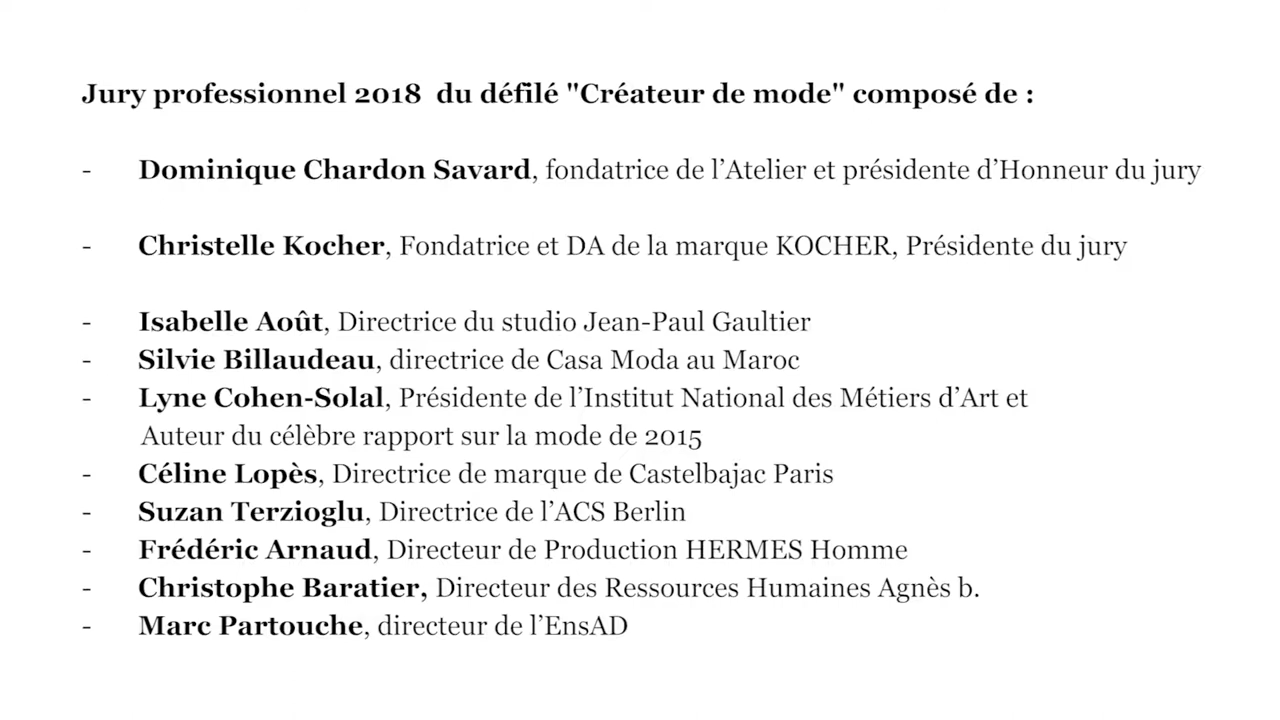 Jury professionnel 2018 du défilé "Créateur de mode" composé de :
- Dominique Chardon Savard, fondatrice de l’Atelier et présidente d’Honneur du jury
- Christelle Kocher, Fondatrice et DA de la marque KOCHER, Présidente du jury
- Isabelle Août, Directrice du studio Jean-Paul Gaultier
- Silvie Billaudeau, directrice de Casa Moda au Maroc
- Lyne Cohen-Solal, Présidente de l’Institut National des Métiers d’Art et
Auteur du célèbre rapport sur la mode de 2015
- Céline Lopès, Directrice de marque de Castelbajac Paris
- Suzan Terzioglu, Directrice de l’ACS Berlin
- Frédéric Arnaud, Directeur de Production HERMES Homme
- Christophe Baratier, Directeur des Ressources Humaines Agnès b.
- Marc Partouche, directeur de l’EnsAD